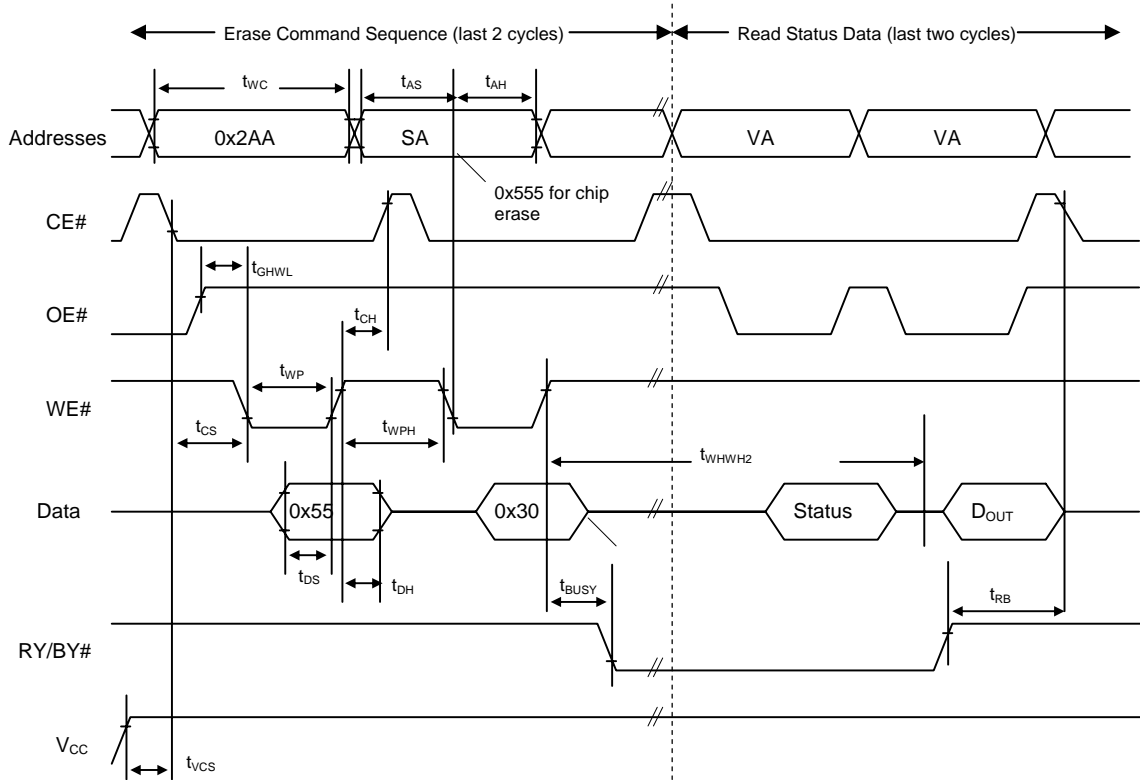 Erase Command Sequence (last 2 cycles)
Read Status Data (last two cycles)
tWC
tAS
tAH
Addresses
0x2AA
SA
VA
VA
0x555 for chip
erase
CE#
tGHWL
OE#
tCH
tWP
WE#
tCS
tWPH
tWHWH2
Data
0x55
0x30
Status
DOUT
tDS
tDH
tBUSY
tRB
RY/BY#
VCC
tVCS